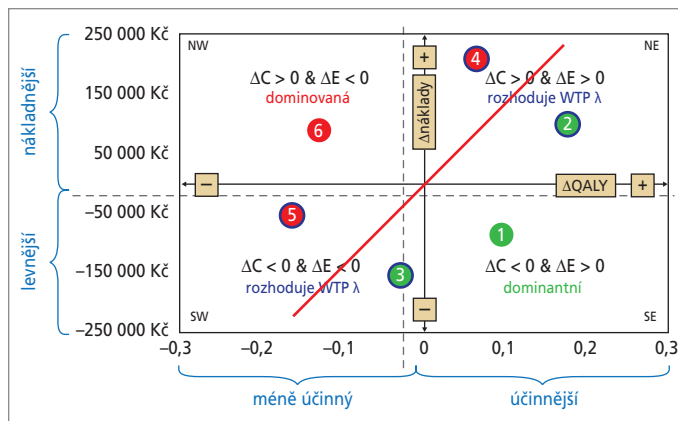 250 000 Kč
150 000 Kč
50 000 Kč
−50 000 Kč
−150 000 Kč
−250 000 Kč
nákladnější
levnější
NW
ΔC > 0 & ΔE < 0
dominovaná
6
+
Δnáklady
4
NE
ΔC > 0 & ΔE > 0
rozhoduje WTP λ
2
−
ΔQALY
+
5
ΔC < 0 & ΔE < 0
rozhoduje WTP λ
3
SW
−
1
ΔC < 0 & ΔE > 0
dominantní
SE
−0,3
−0,2
−0,1
0
0,1
0,2
0,3
méně účinný
účinnější